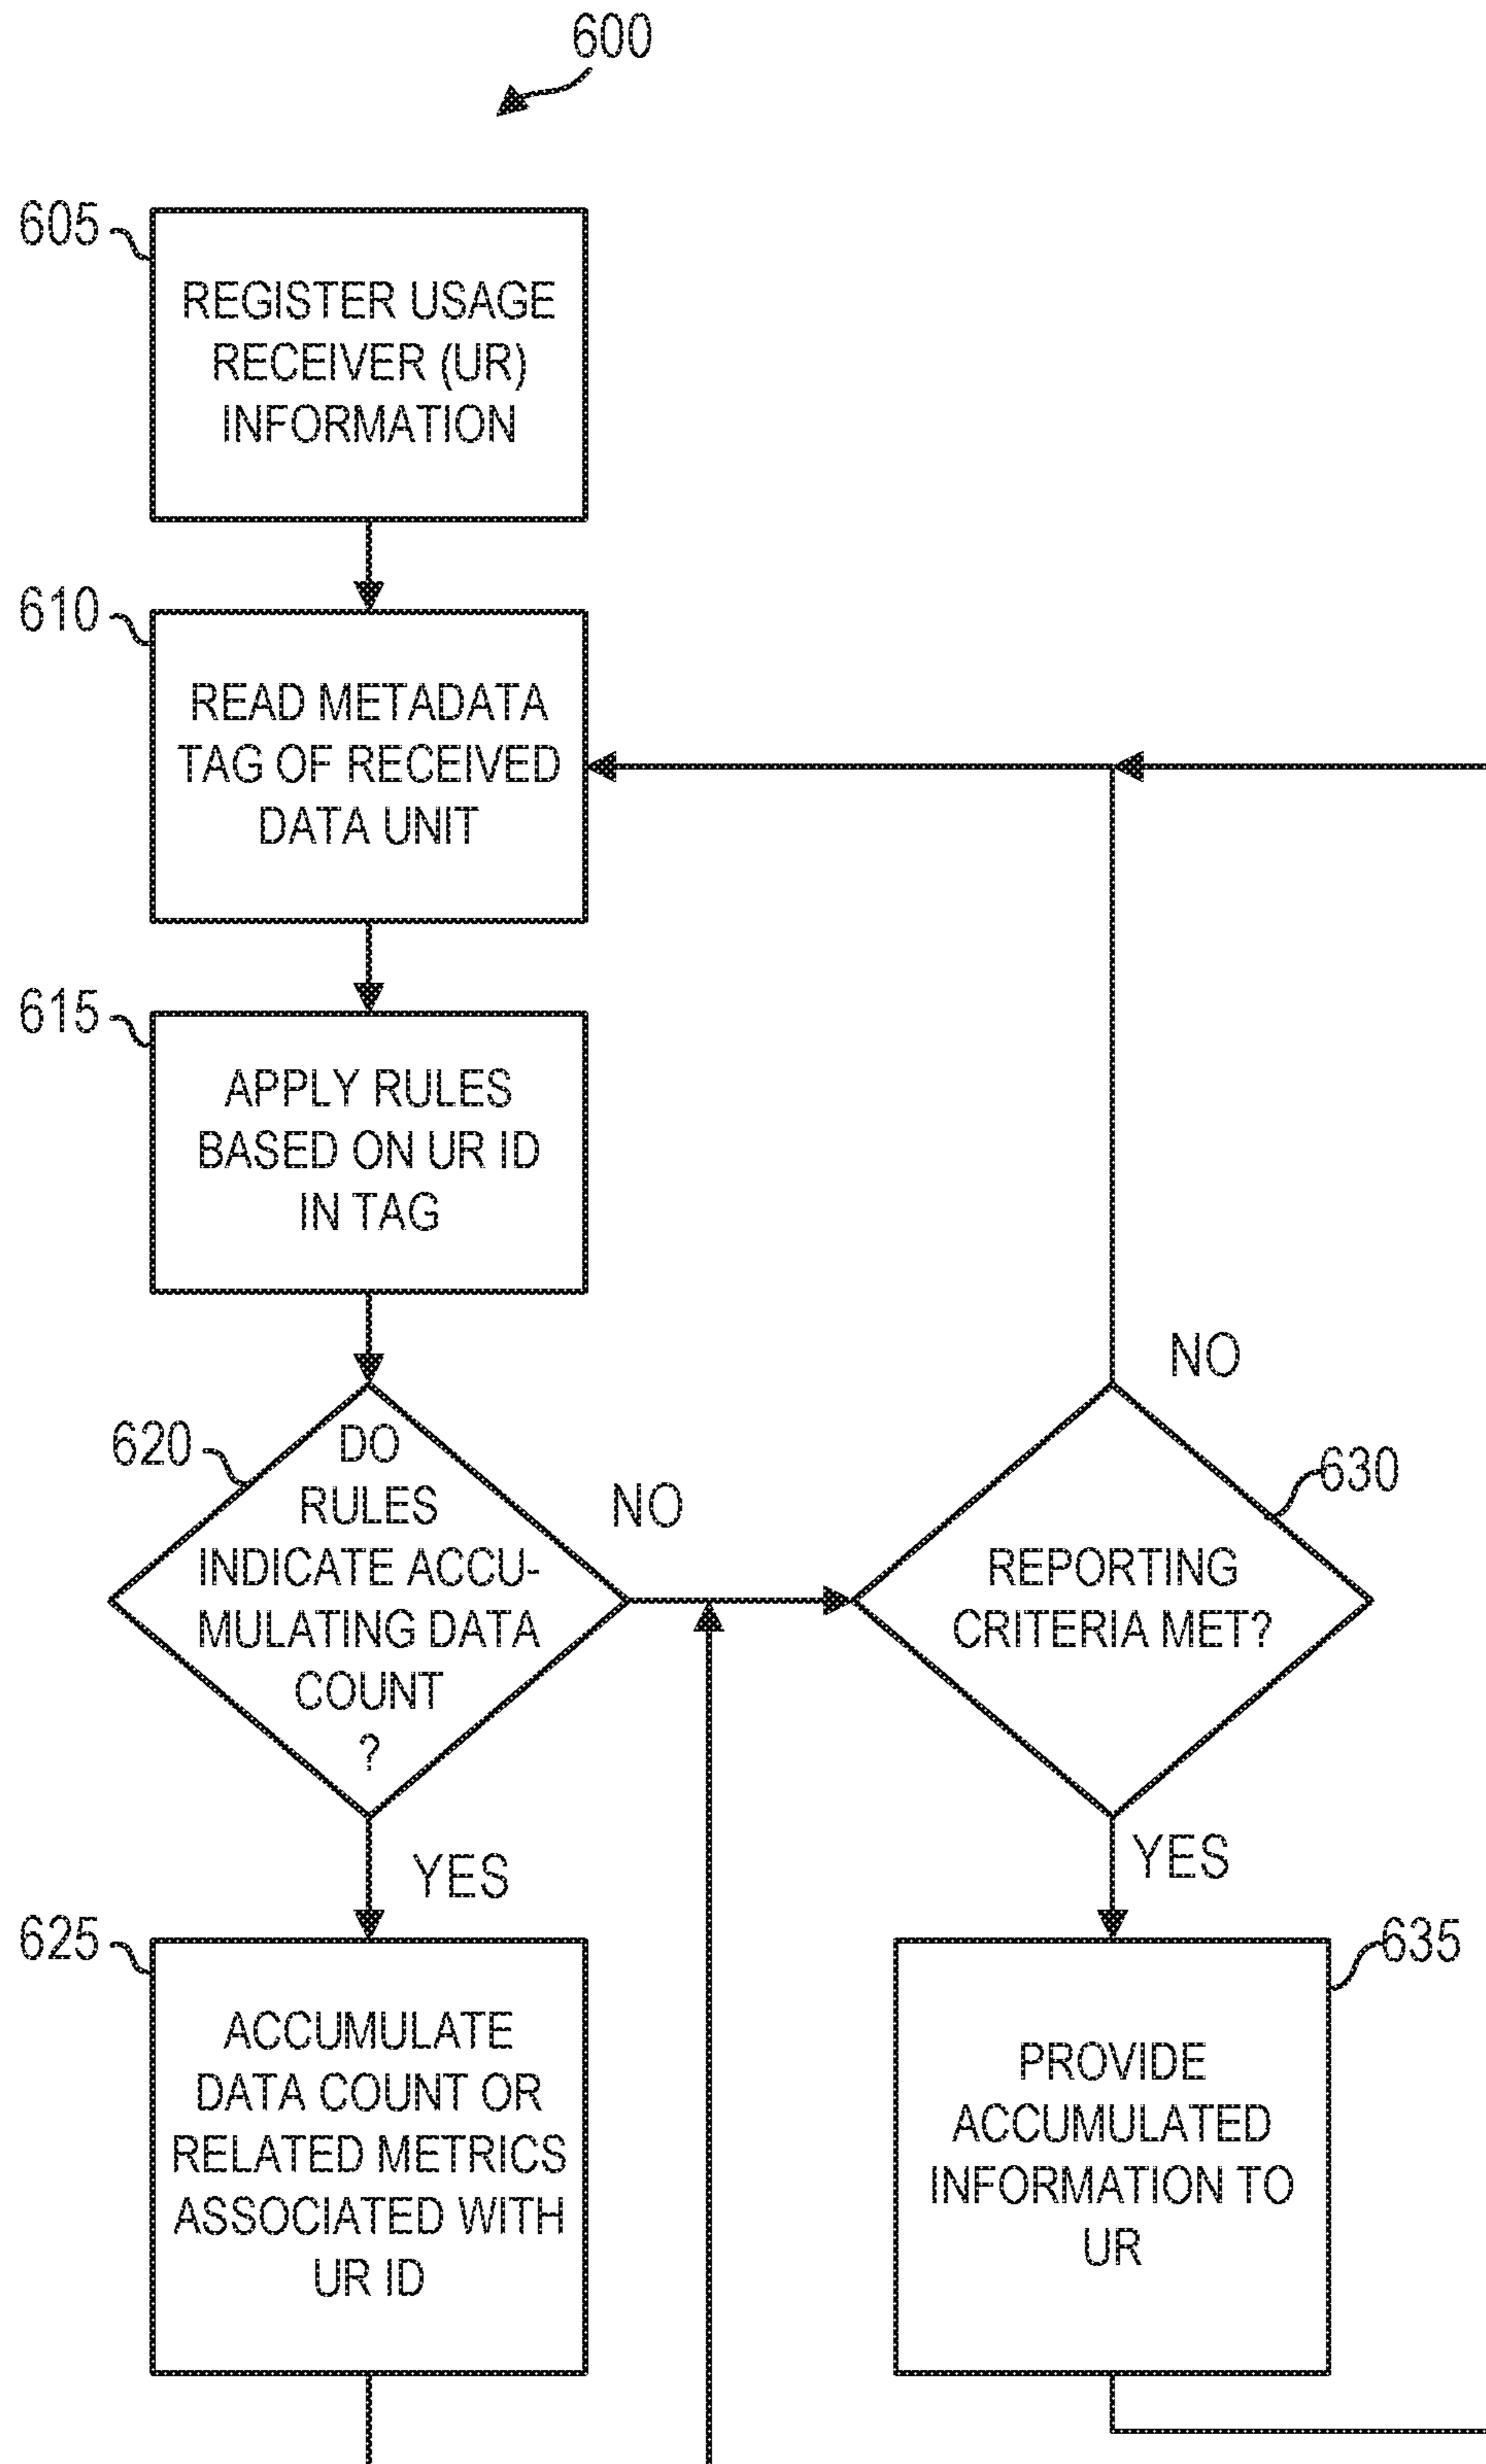 600
605
REGISTER USAGE
RECEIVER (UR)
INFORMATION
610
READ METADATA
TAG OF RECEIVED
DATA UNIT
615
APPLY RULES
BASED ON UR ID
IN TAG
620
DO
RULES
INDICATE ACCU-
MULATING DATA
COUNT
?
NO
YES
625
ACCUMULATE
DATA COUNT OR
RELATED METRICS
ASSOCIATED WITH
UR ID
NO
630
REPORTING
CRITERIA MET?
YES
635
PROVIDE
ACCUMULATED
INFORMATION TO
UR